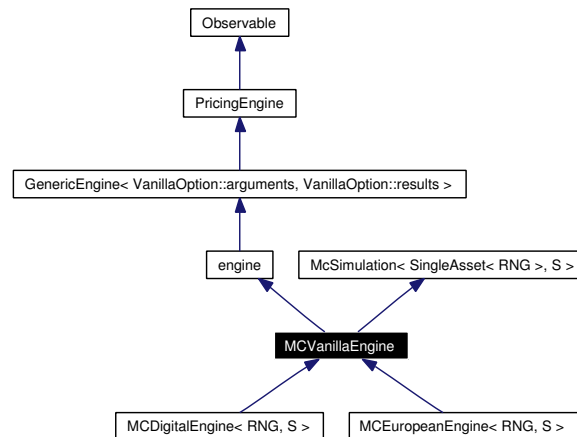 Observable
PricingEngine
GenericEngine< VanillaOption::arguments, VanillaOption::results >
engine
McSimulation< SingleAsset< RNG >, S >
MCVanillaEngine
MCDigitalEngine< RNG, S >
MCEuropeanEngine< RNG, S >